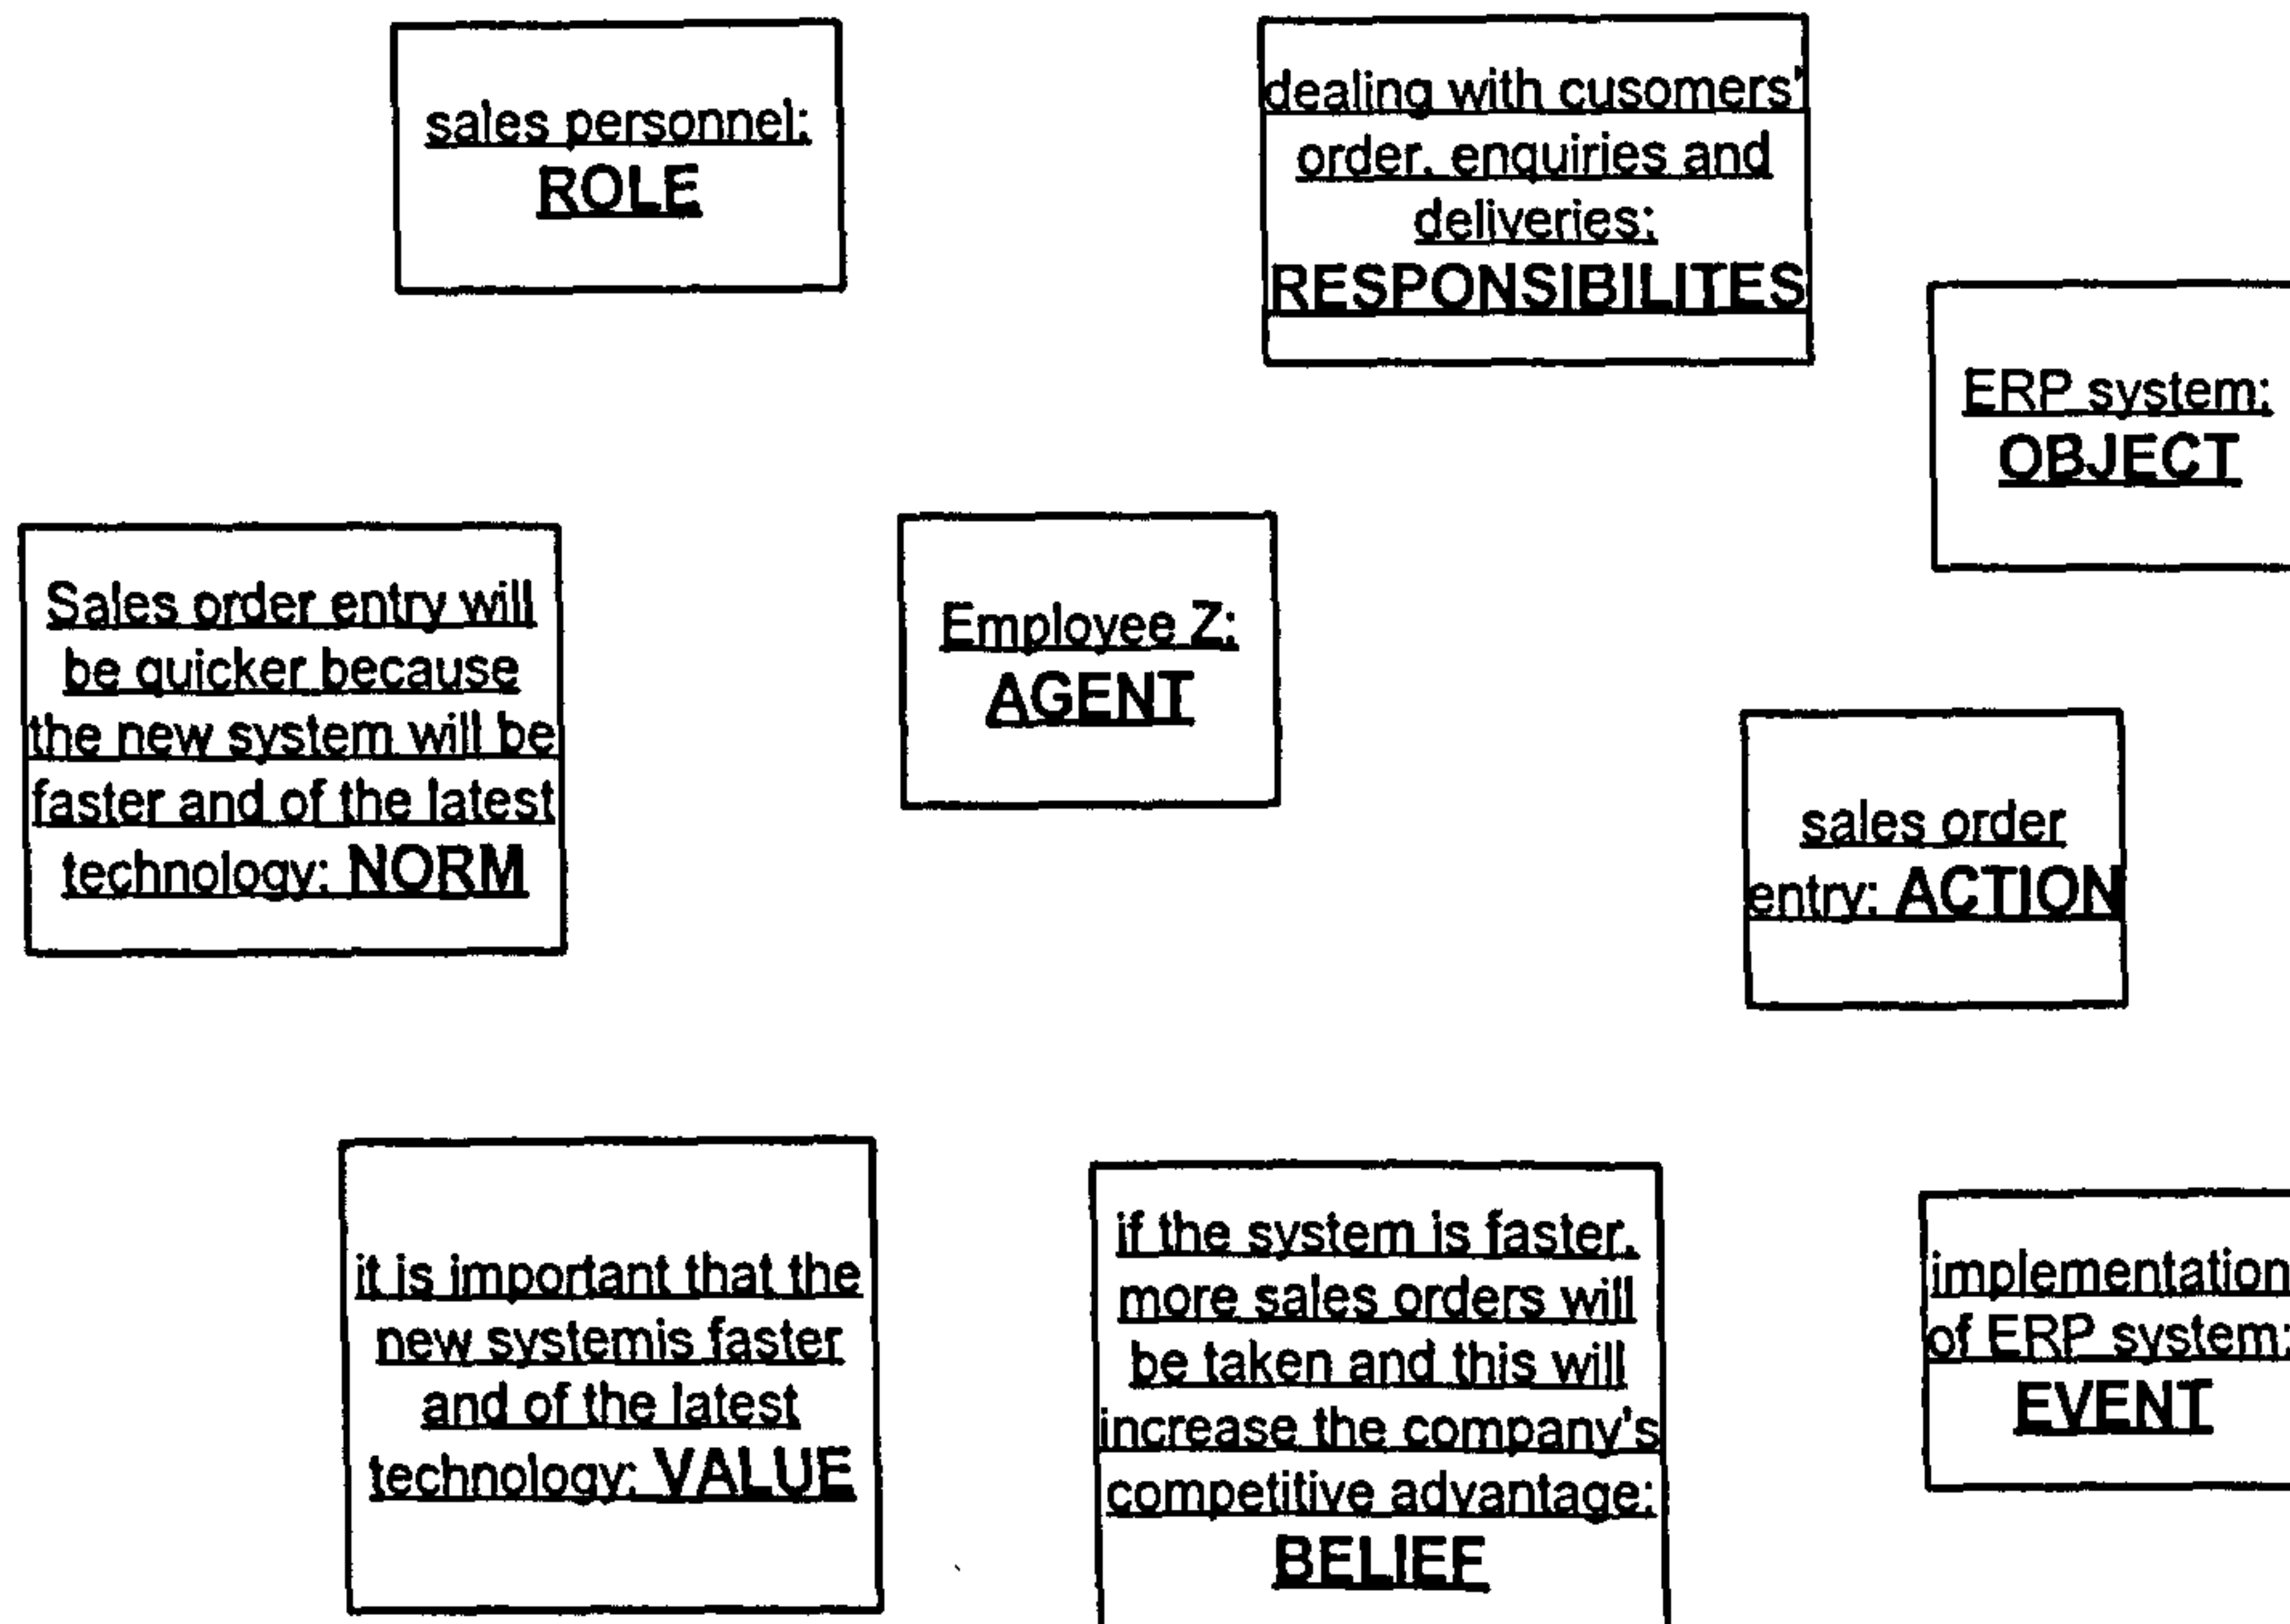 sales personnel:
ROLE
dealing with cusomers'
order, enquiries and
deliveries:
RESPONSIBILITES
ERP system:
OBJECT
Sales order entry will
be quicker because
the new system will be
faster and of the latest
technology: NORM
Employee Z:
AGENT
sales order
entry: ACTION
it is important that the
new systemis faster
and of the latest
technology: VALUE
if the system is faster,
more sales orders will
be taken and this will
increase the company's
competitive advantage:
BELIEF
implementation
of ERP system:
EVENT